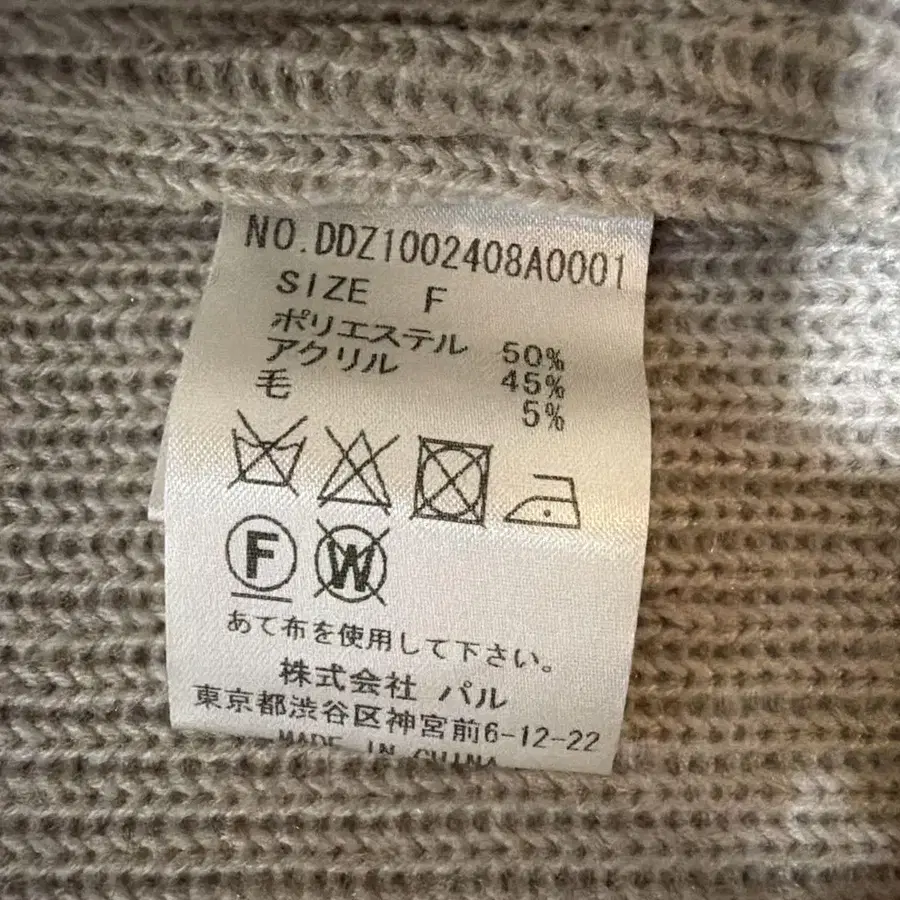 NO.DDZ1002408A0001
SIZE F
ポリエステル 50%
アクリル 45%
毛 5%
F W
あて布を使用して下さい。
株式会社 パル
東京都渋谷区神宮前6-12-22
MADE IN CHINA